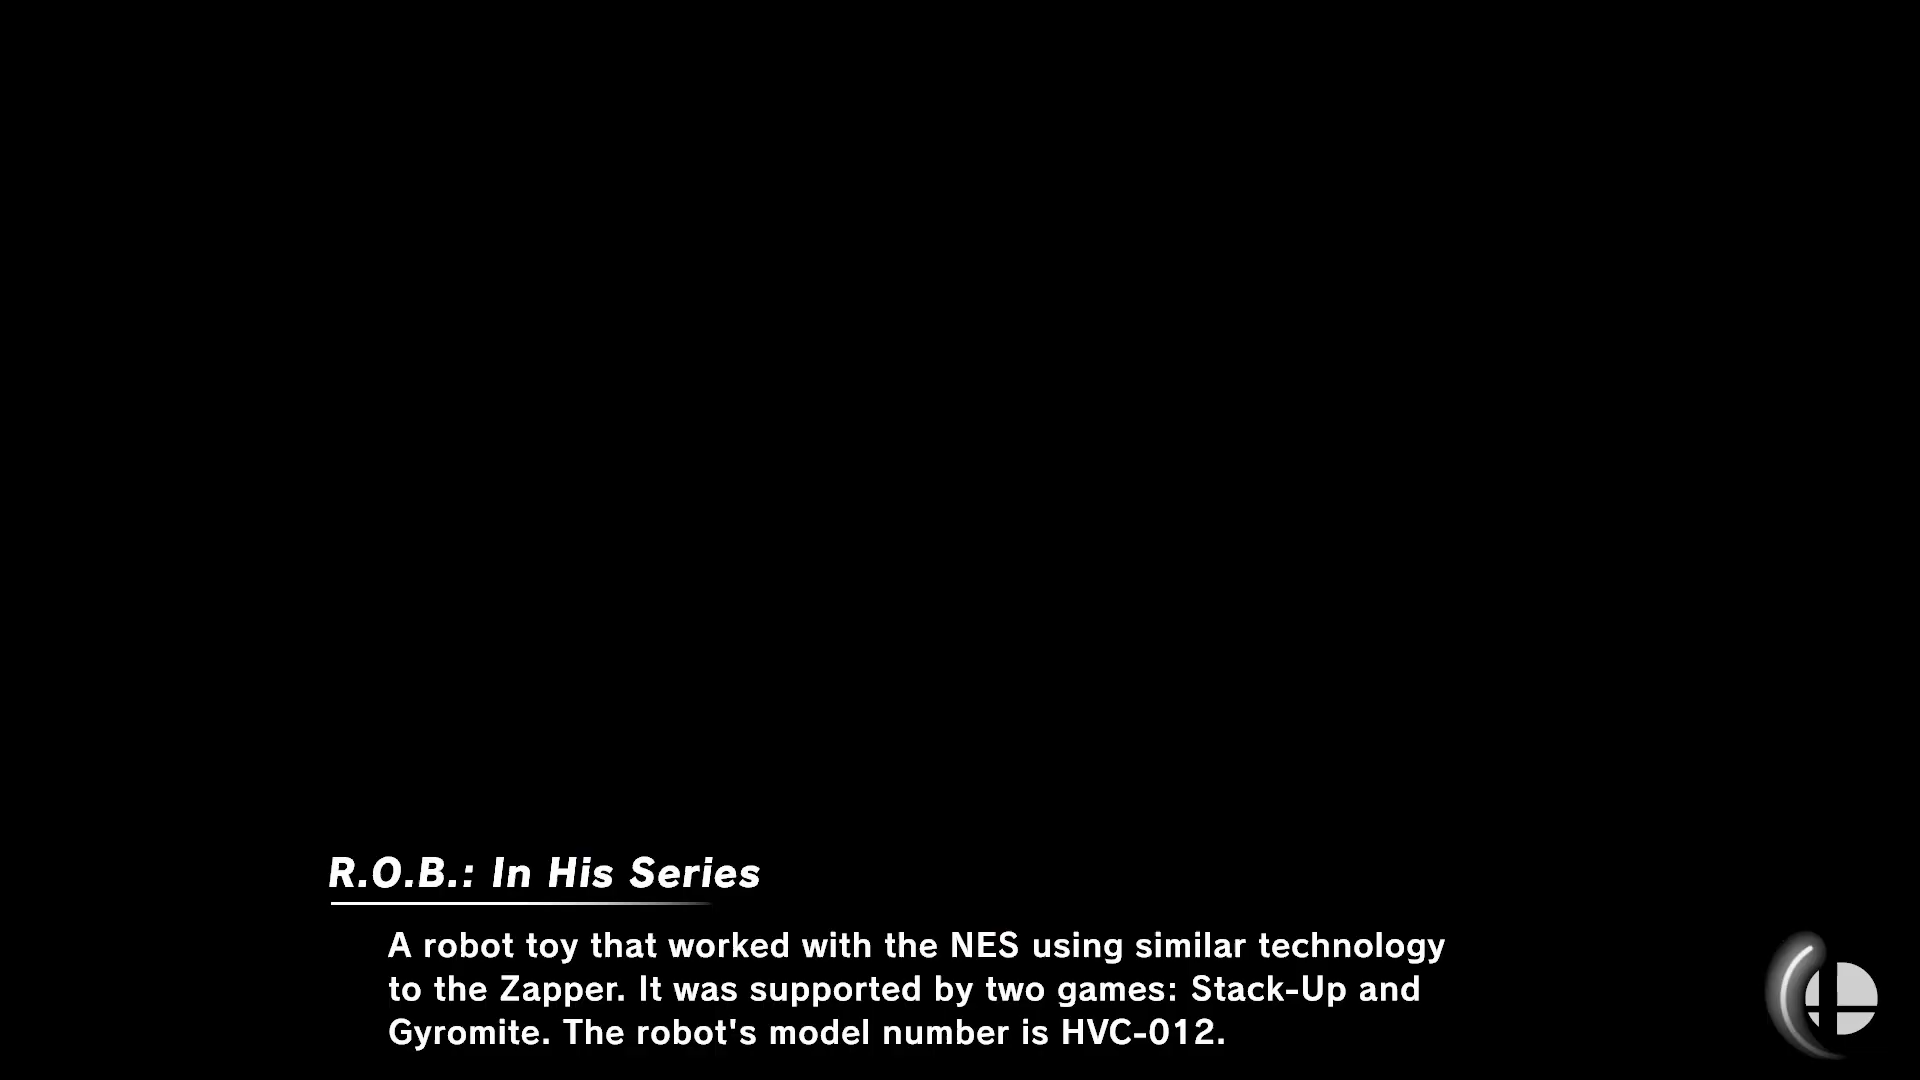 R.O.B.: In His Series
A robot toy that worked with the NES using similar technology
to the Zapper. It was supported by two games: Stack-Up and
Gyromite. The robot's model number is HVC-012.